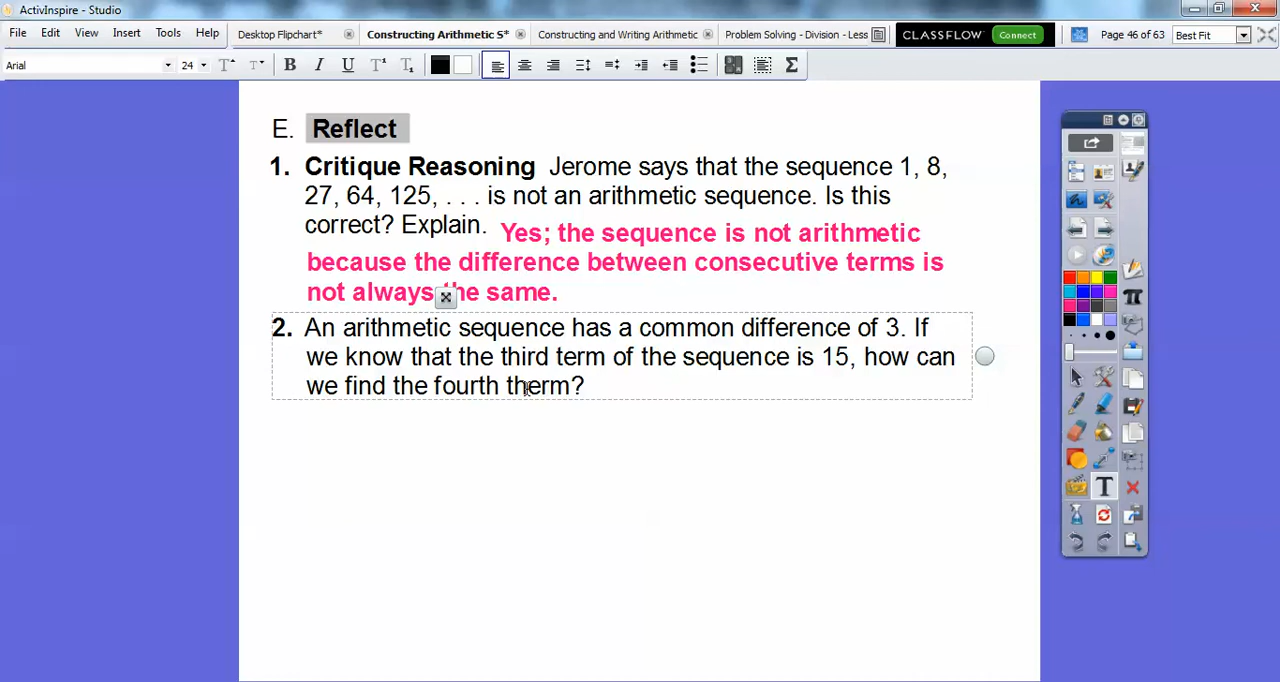 ActivInspire - Studio
File Edit View Insert Tools Help
Desktop Flipchart*
Constructing Arithmetic S*
Constructing and Writing Arithmetic
Problem Solving - Division - Less
CLASSFLOW Connect
Page 46 of 63
Best Fit
Arial 24
E. Reflect
1. Critique Reasoning Jerome says that the sequence 1, 8,
27, 64, 125, . . . is not an arithmetic sequence. Is this
correct? Explain.
Yes; the sequence is not arithmetic
because the difference between consecutive terms is
not always the same.
2. An arithmetic sequence has a common difference of 3. If
we know that the third term of the sequence is 15, how can
we find the fourth therm?